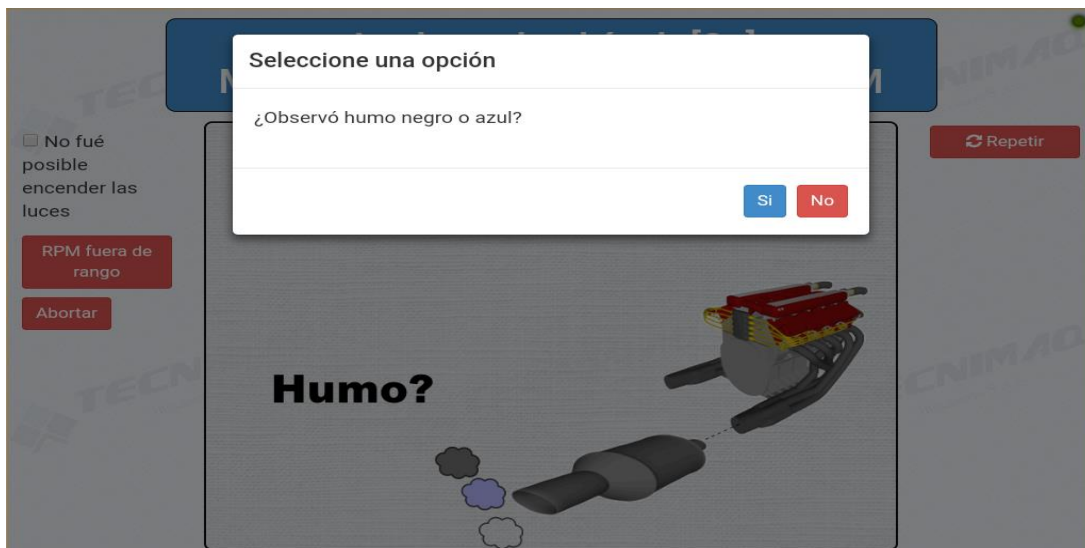 Seleccione una opción
¿Observó humo negro o azul?
Si No
No fué
posible
encender las
luces
Repetir
RPM fuera de
rango
Abortar
Humo?
TECNIMAQ